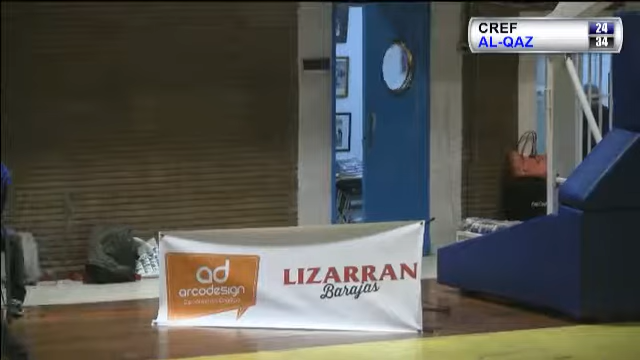 CREF 24
AL-QAZ 34
ad
arcodesign
LIZARRAN
Barajas